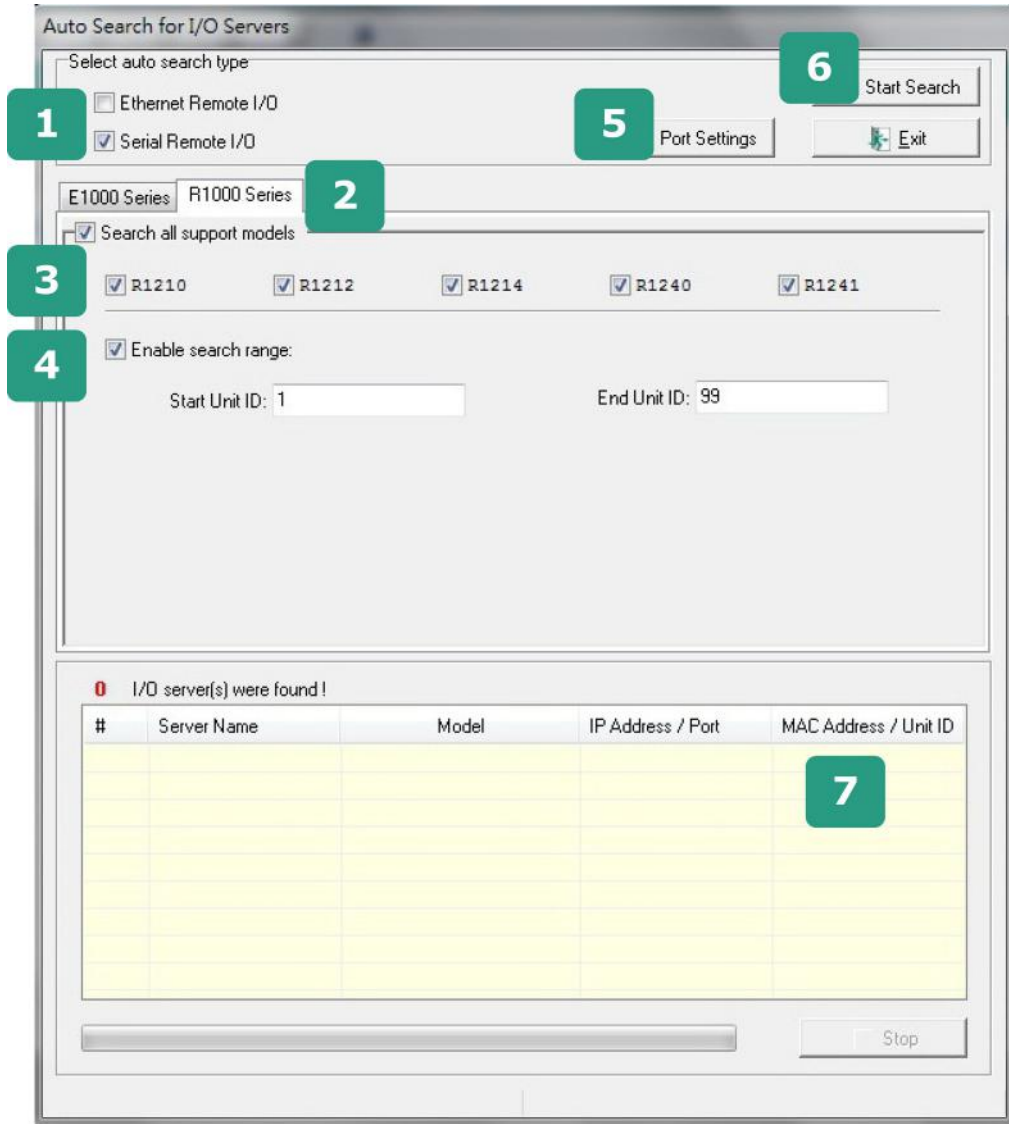 Auto Search for I/O Servers
Select auto search type
6
Start Search
1
Ethernet Remote I/O
Serial Remote I/O
5
Port Settings
Exit
E1000 Series R1000 Series
2
Search all support models
3
R1210 R1212 R1214 R1240 R1241
4
Enable search range:
Start Unit ID: 1 End Unit ID: 99
0 I/O server(s) were found !
# Server Name Model IP Address / Port MAC Address / Unit ID
7
Stop